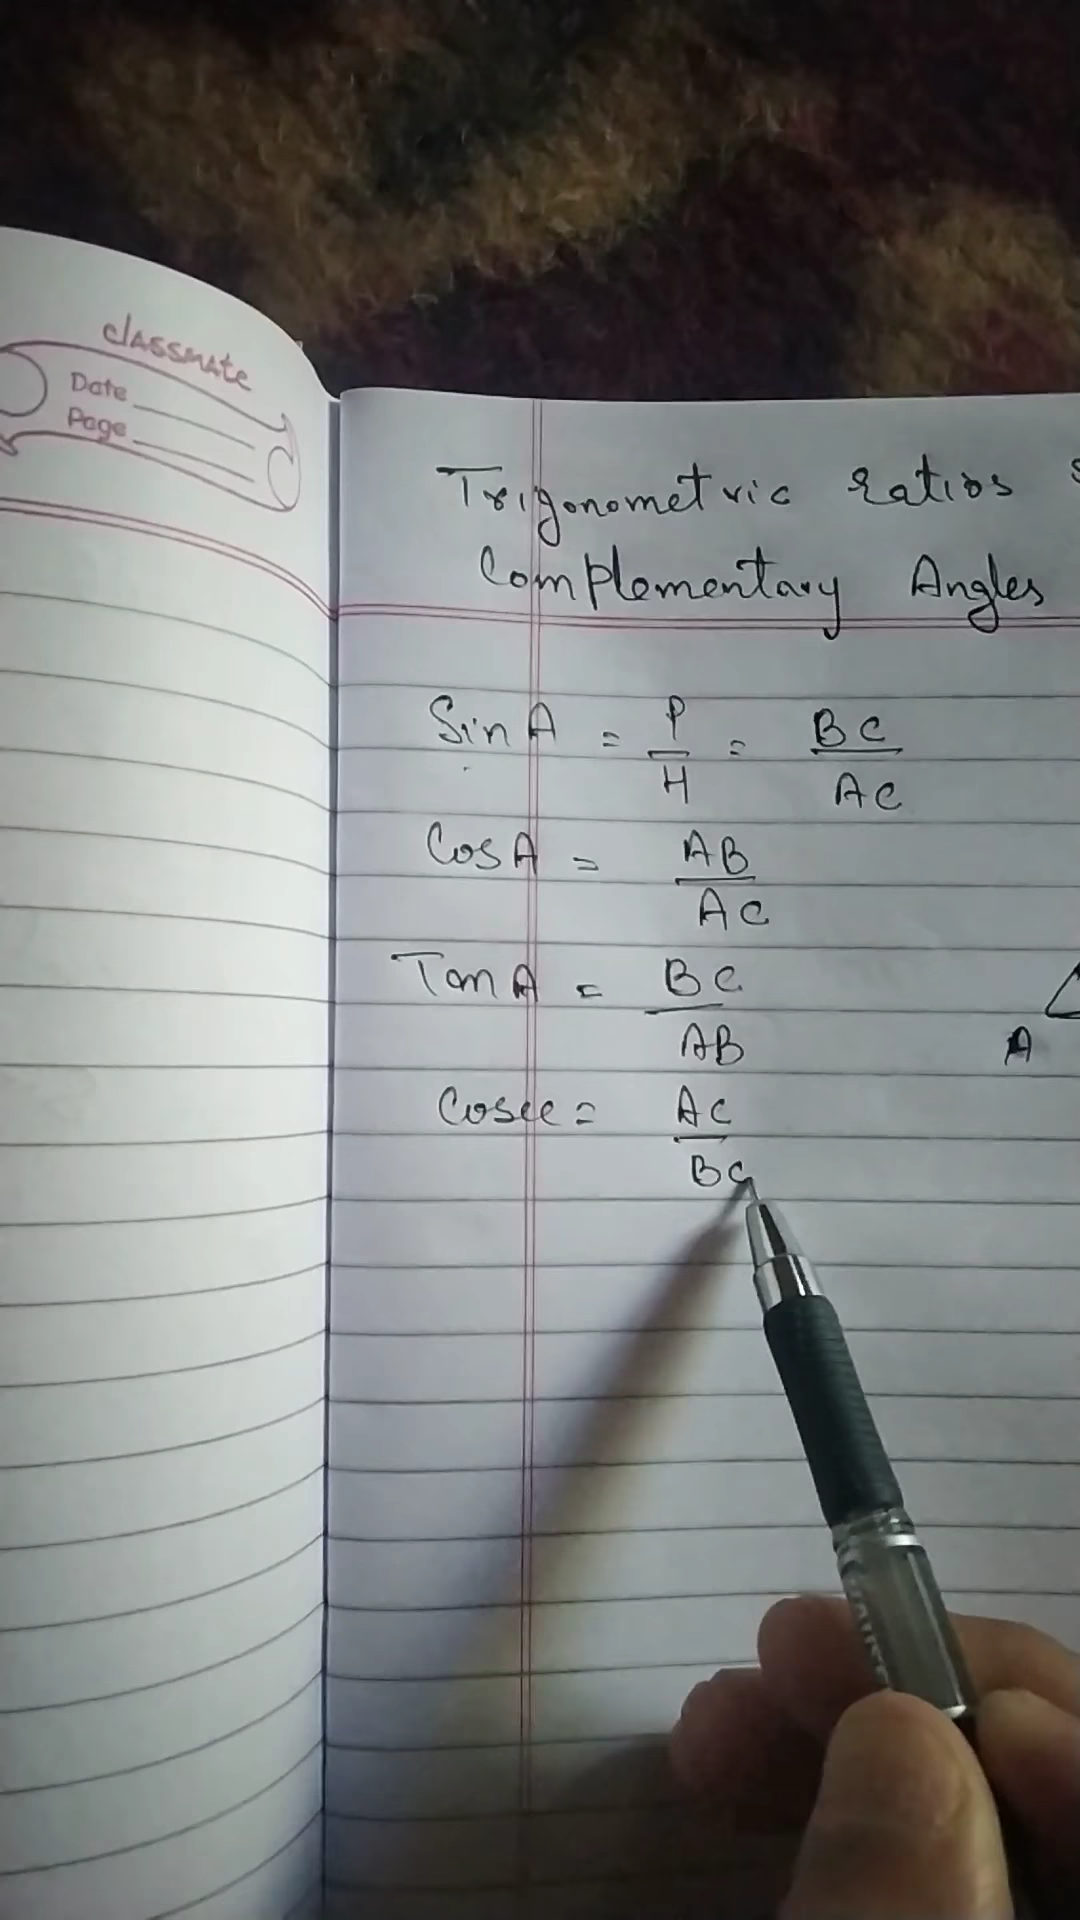 classmate
Date
Page
Trigonometric ratios
Complementary Angles
Sin A = P/H = BC/AC
Cos A = AB/AC
Tan A = BC/AB
A
Cosec = AC/BC